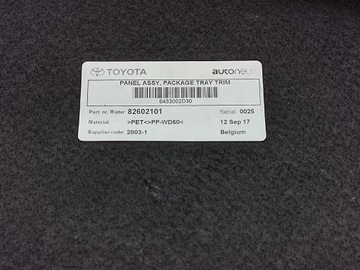 TOYOTA autoneum
PANEL ASSY, PACKAGE TRAY TRIM
6433002D30
Part. nr. Rieter 82602101 Serial 0025
Material >PET<>PP-WD50< 12 Sep 17
Supplier code: 2803-1 Belgium